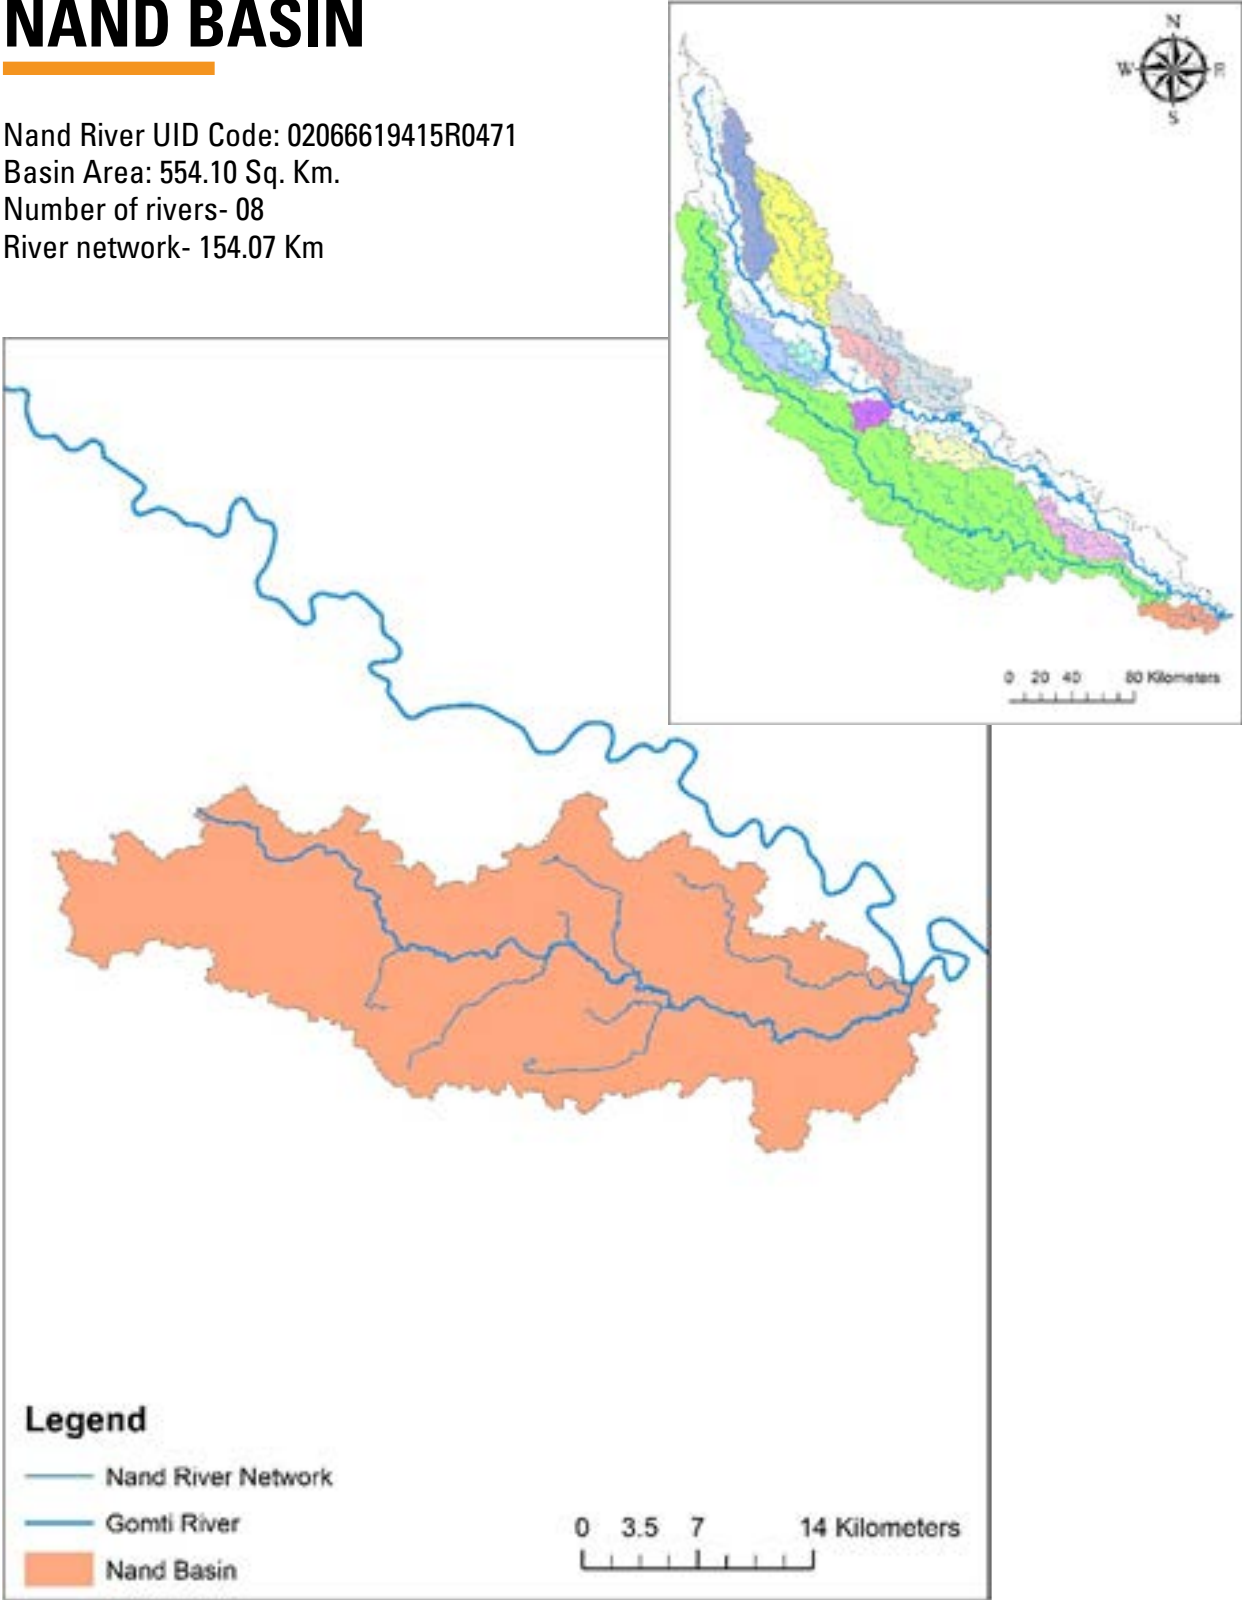 NAND BASIN
Nand River UID Code: 02066619415R0471
Basin Area: 554.10 Sq. Km.
Number of rivers- 08
River network- 154.07 Km
N
W E
S
0 20 40 80 Kilometers
Legend
Nand River Network
Gomti River
Nand Basin
0 3.5 7 14 Kilometers